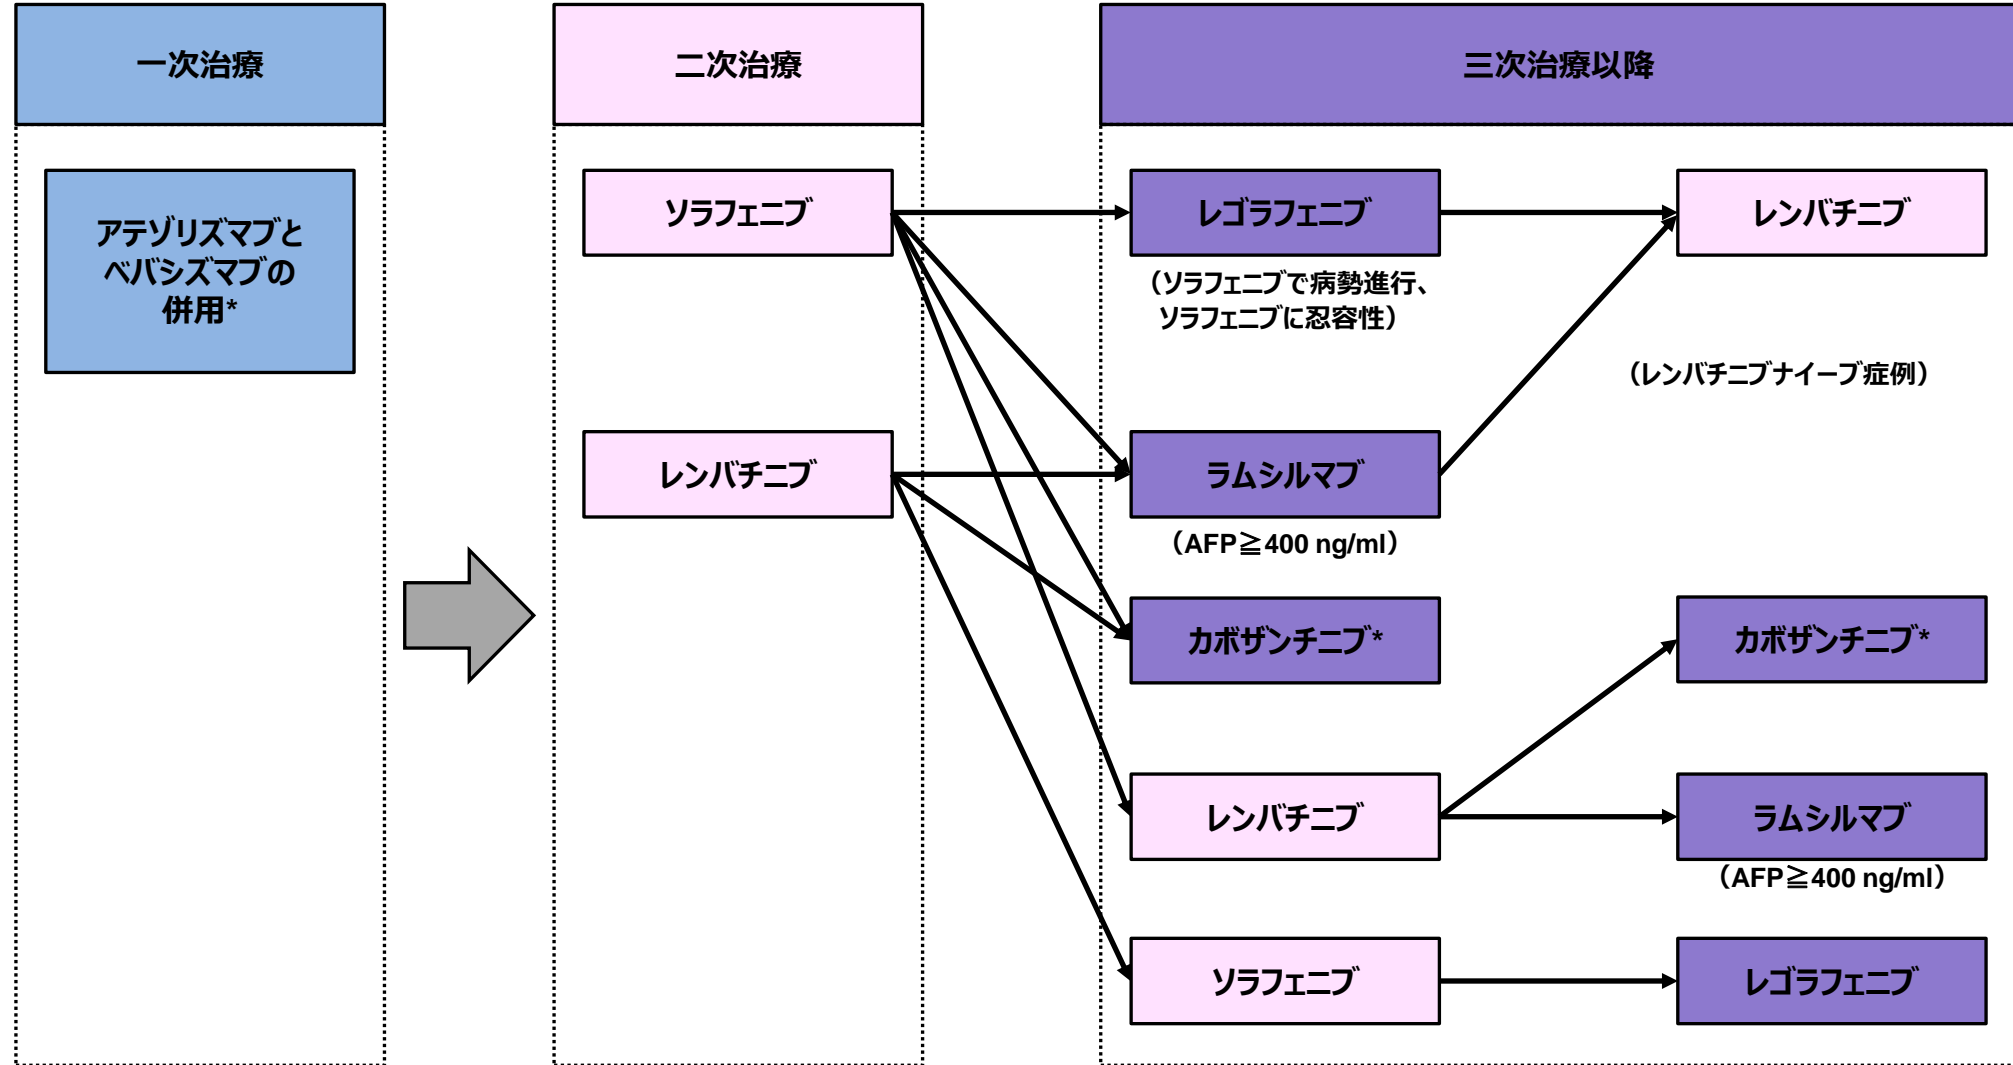 一次治療
二次治療
三次治療以降
アテゾリズマブと
ベバシズマブの
併用*
ソラフェニブ
レンバチニブ
レゴラフェニブ
（ソラフェニブで病勢進行、
ソラフェニブに忍容性）
レンバチニブ
（レンバチニブナイーブ症例）
ラムシルマブ
（AFP≧400 ng/ml）
カボザンチニブ*
カボザンチニブ*
レンバチニブ
ラムシルマブ
（AFP≧400 ng/ml）
ソラフェニブ
レゴラフェニブ